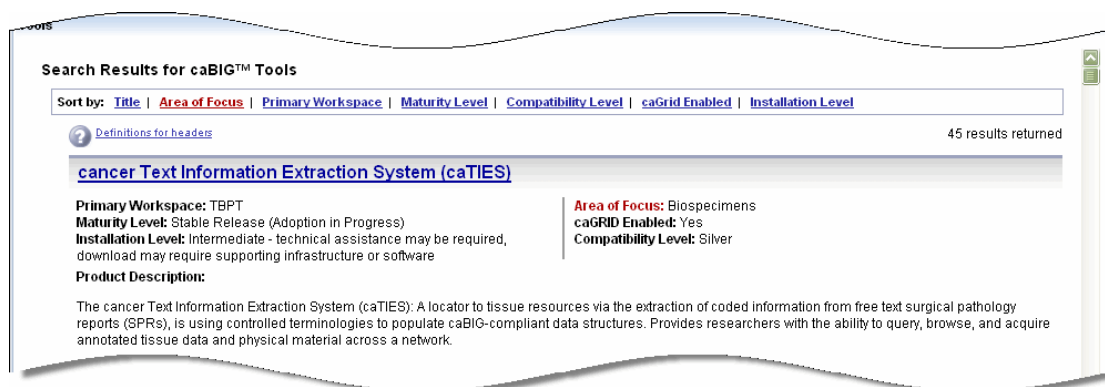 Search Results for caBIG™ Tools
Sort by: Title | Area of Focus | Primary Workspace | Maturity Level | Compatibility Level | caGrid Enabled | Installation Level
Definitions for headers 45 results returned
cancer Text Information Extraction System (caTIES)
Primary Workspace: TBPT
Maturity Level: Stable Release (Adoption in Progress)
Installation Level: Intermediate - technical assistance may be required,
download may require supporting infrastructure or software
Area of Focus: Biospecimens
caGRID Enabled: Yes
Compatibility Level: Silver
Product Description:
The cancer Text Information Extraction System (caTIES): A locator to tissue resources via the extraction of coded information from free text surgical pathology
reports (SPRs), is using controlled terminologies to populate caBIG-compliant data structures. Provides researchers with the ability to query, browse, and acquire
annotated tissue data and physical material across a network.